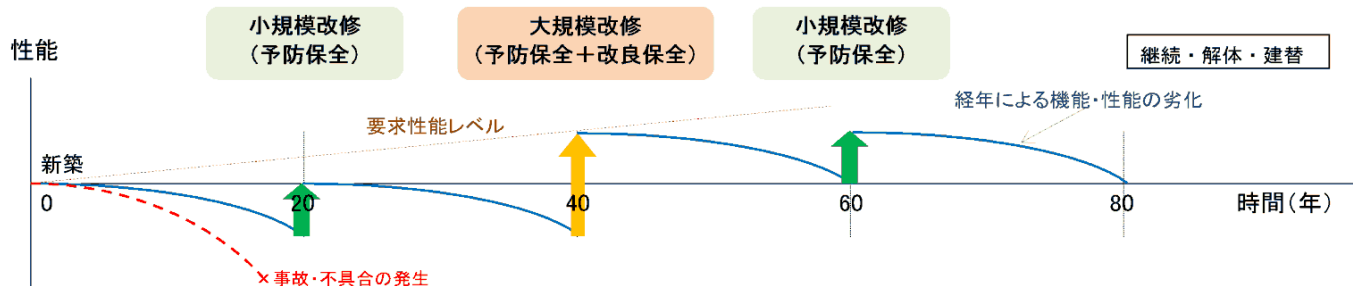 小規模改修
(予防保全)
大規模改修
(予防保全+改良保全)
小規模改修
(予防保全)
性能
継続・解体・建替
経年による機能・性能の劣化
要求性能レベル
新築
0
20
40
60
80
時間(年)
×事故・不具合の発生